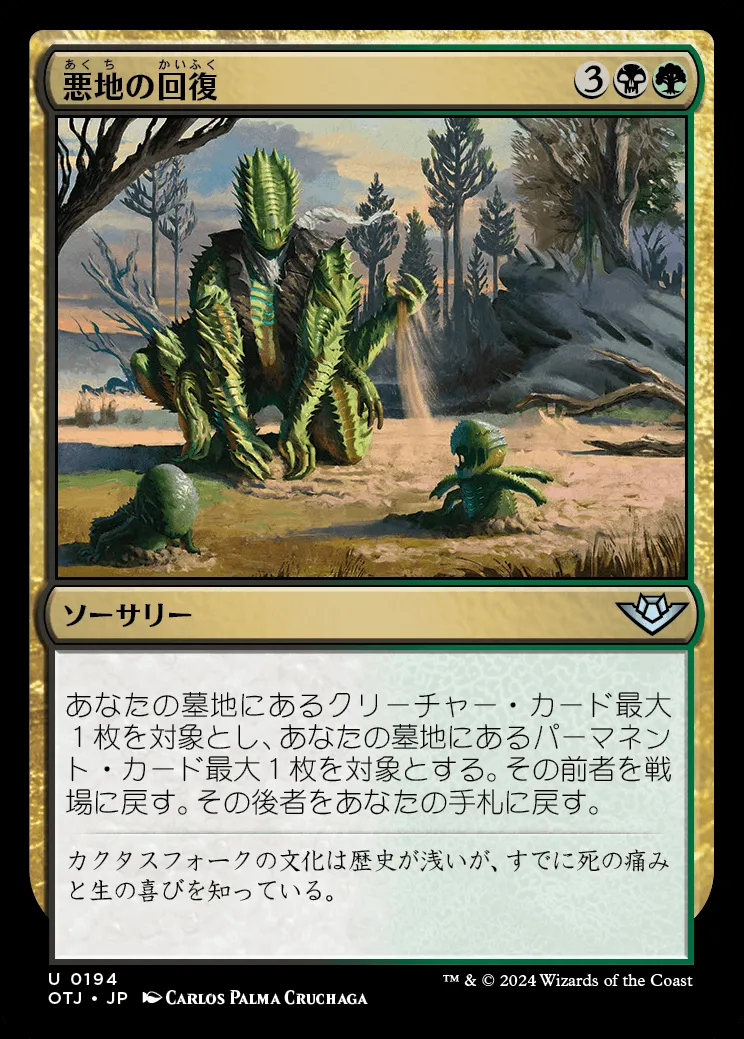 あくち かいふく
悪地の回復
3
ソーサリー
あなたの墓地にあるクリーチャー・カード最大
１枚を対象とし、あなたの墓地にあるパーマネン
ト・カード最大１枚を対象とする。その前者を戦
場に戻す。その後者をあなたの手札に戻す。
カクタスフォークの文化は歴史が浅いが、すでに死の痛み
と生の喜びを知っている。
U 0194
OTJ • JP CARLOS PALMA CRUCHAGA
™ & © 2024 Wizards of the Coast